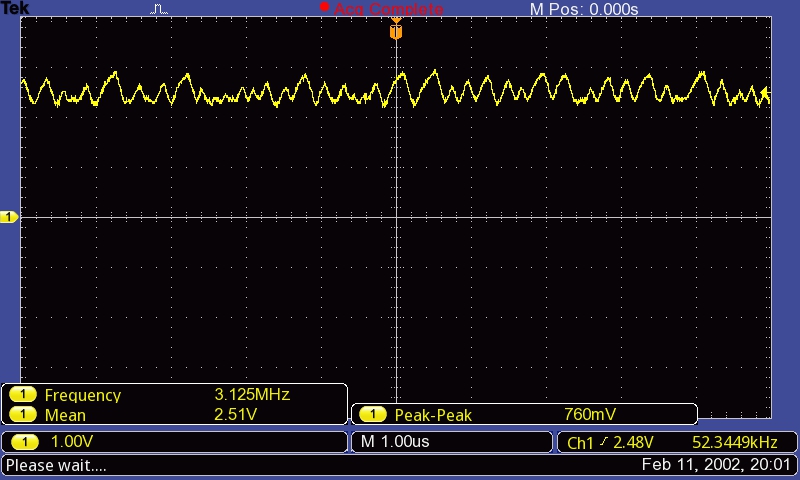 Tek Acq Complete M Pos: 0.000s
T
1
1 Frequency 3.125MHz
1 Mean 2.51V
1 Peak-Peak 760mV
1 1.00V M 1.00us Ch1 2.48V 52.3449kHz
Please wait.... Feb 11, 2002, 20:01